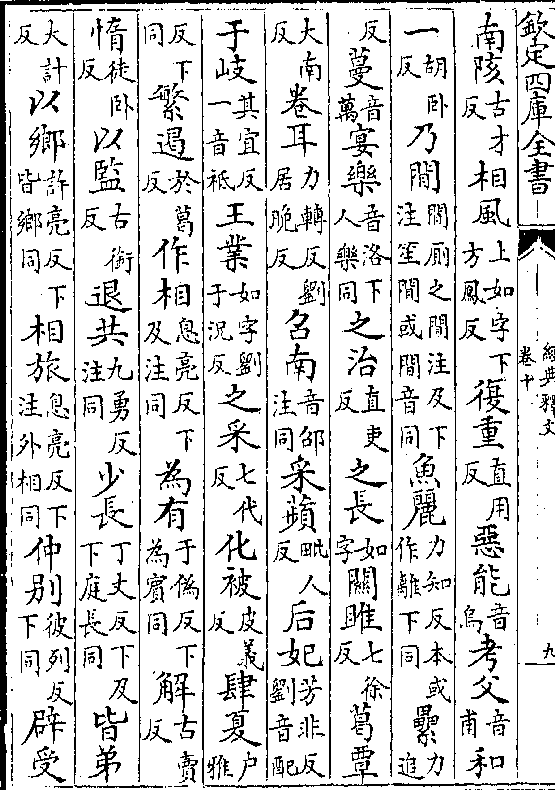 欽定四庫全書
經典釋文
卷十
九
南陔古才反相風上如字下方鳳反復重直用反惡能音烏考父音甫和
一胡卧反乃閒閒厠之閒注及下注笙閒或閒音同魚麗力知反本或作離下同纍力追
反蔓音萬宴樂音洛下人樂同之治直吏反之長如字關雎七徐反葛覃
大南反卷耳力轉反劉居晚反召南音邵注同采蘋毗人反后妃芳非反劉音配
于岐其宜反一音祇王業如字劉于況反之采七代反化被皮義反肆夏户雅
反下同繁遏於葛反作相息亮反下及注同為有于偽反下為賓同解古賣反
惰徒卧反以監古銜反退共九勇反注同少長丁丈反下及下庭長同皆弟
大計反以鄉許亮反下皆鄉同相旅息亮反下注外相同仲别彼列反下同辟受